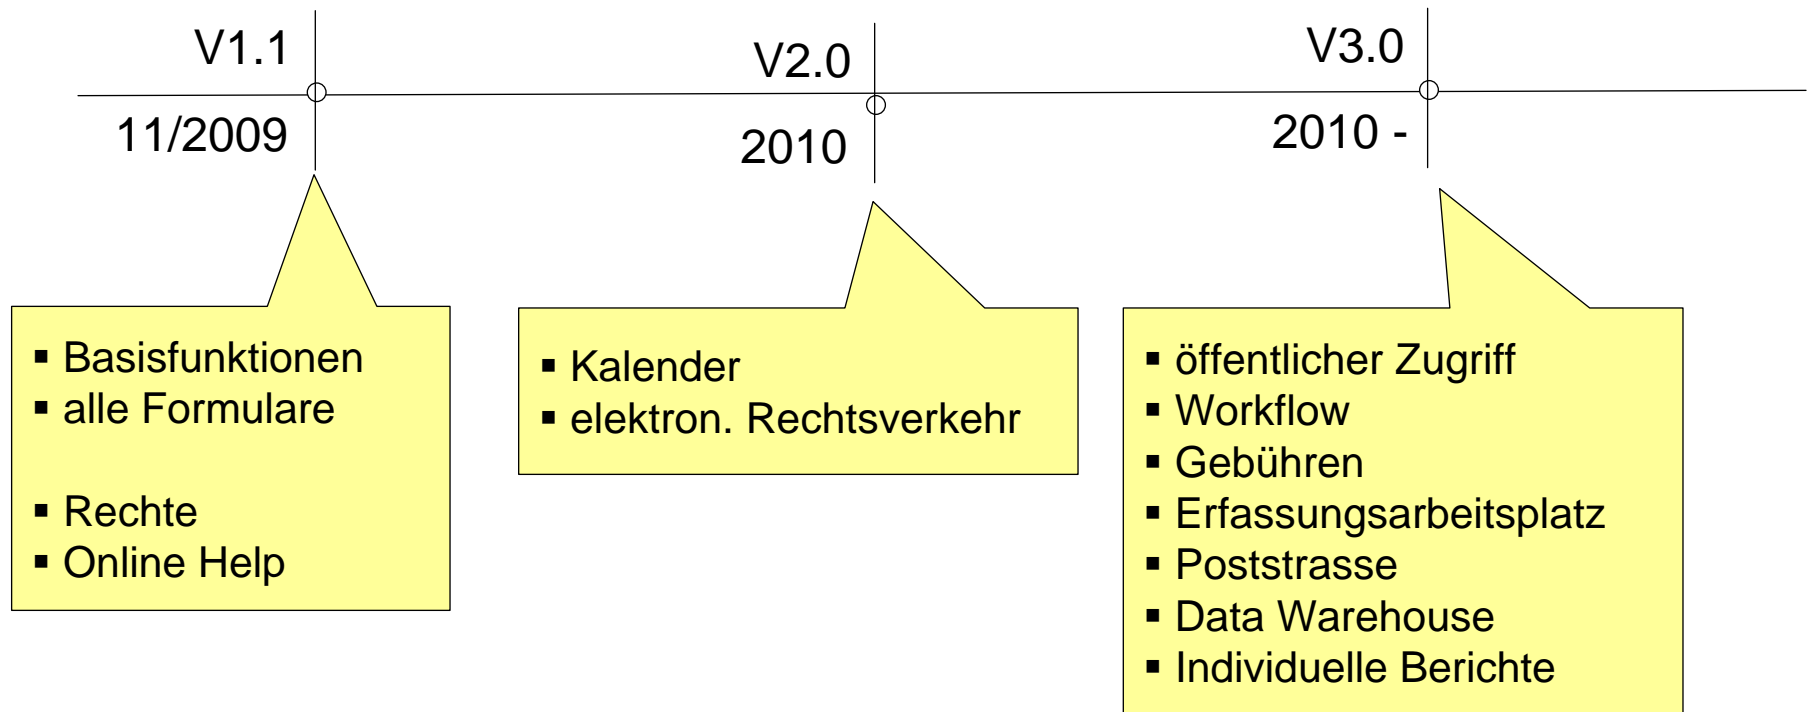 V1.1
11/2009
V2.0
2010
V3.0
2010 -
▪ Basisfunktionen
▪ alle Formulare
▪ Rechte
▪ Online Help
▪ Kalender
▪ elektron. Rechtsverkehr
▪ öffentlicher Zugriff
▪ Workflow
▪ Gebühren
▪ Erfassungsarbeitsplatz
▪ Poststrasse
▪ Data Warehouse
▪ Individuelle Berichte